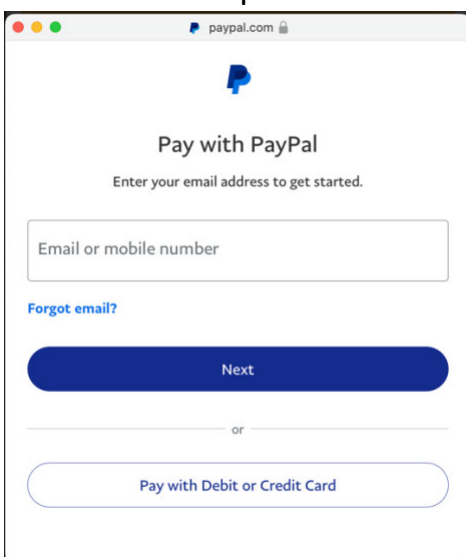 paypal.com
Pay with PayPal
Enter your email address to get started.
Email or mobile number
Forgot email?
Next
or
Pay with Debit or Credit Card